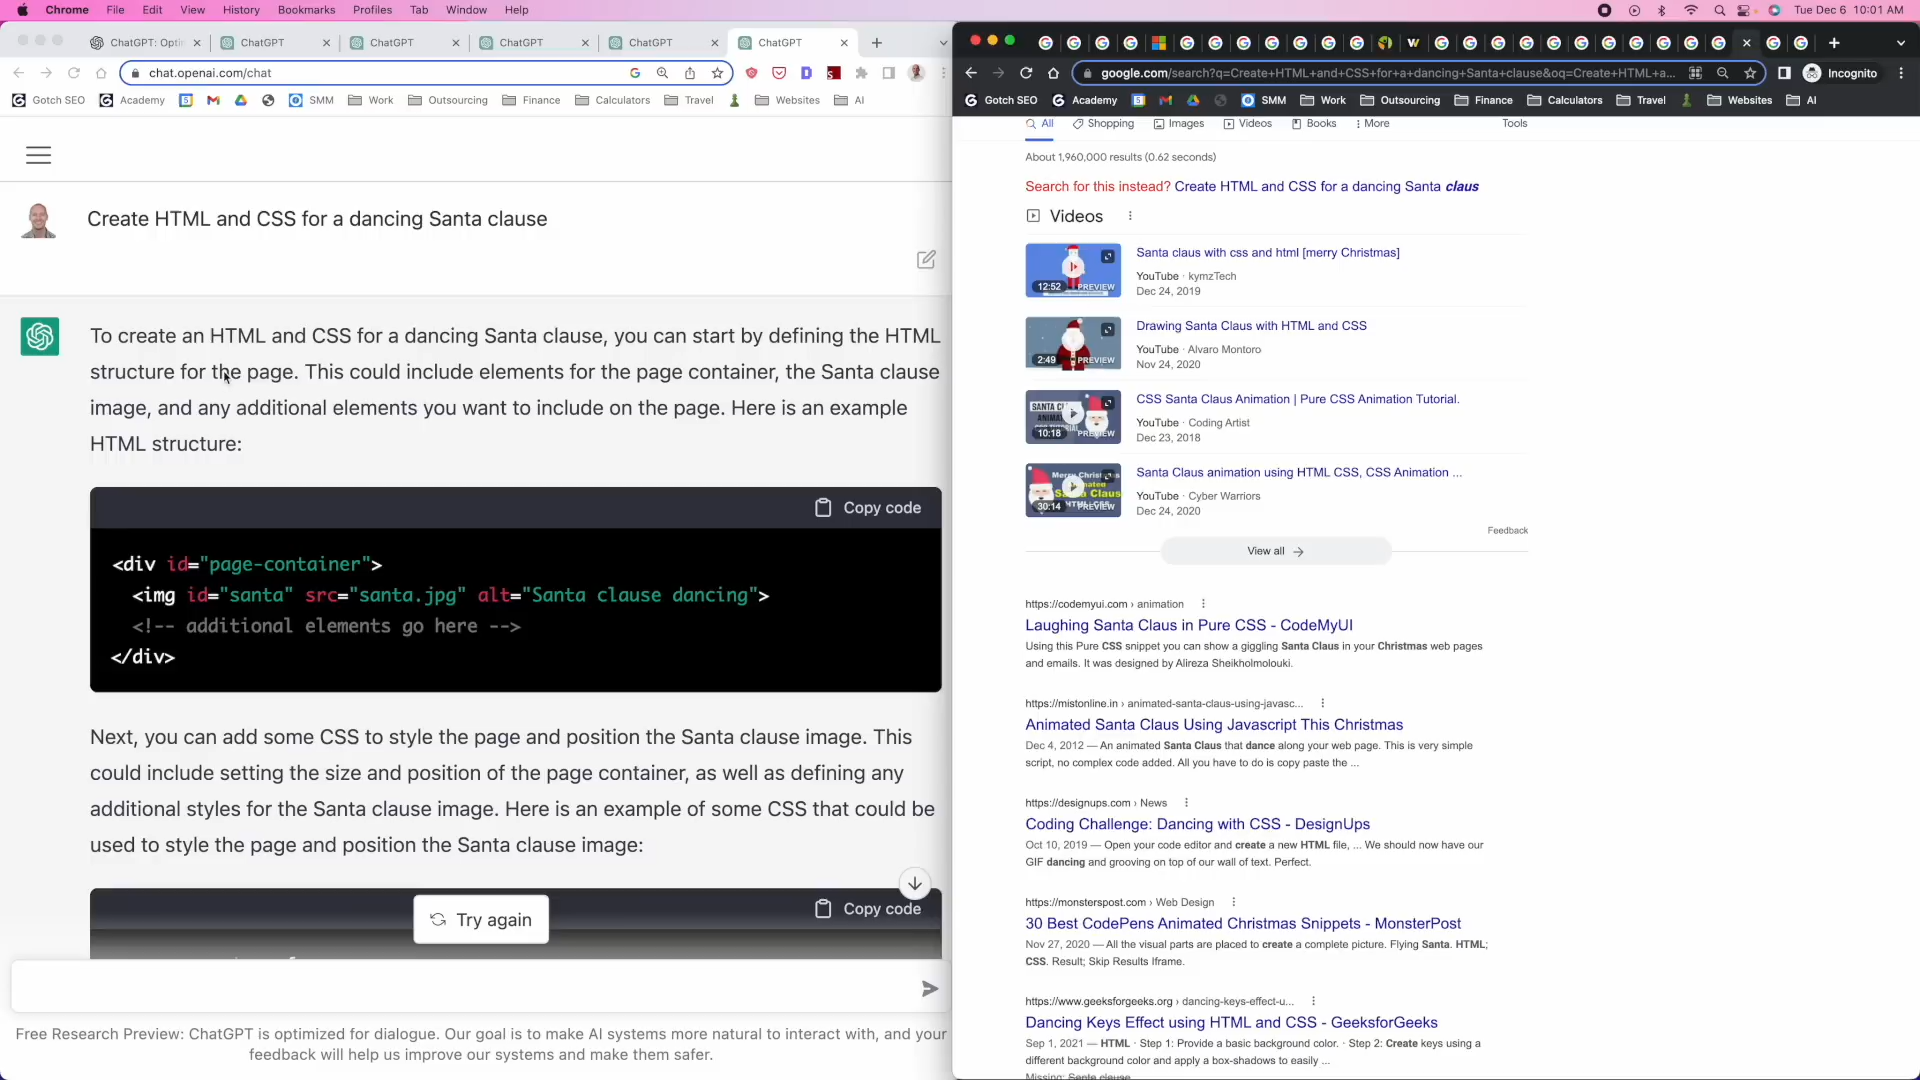 Chrome File Edit View History Bookmarks Profiles Tab Window Help
Tue Dec 6 10:01 AM
ChatGPT: Opti
ChatGPT
ChatGPT
ChatGPT
ChatGPT
ChatGPT
chat.openai.com/chat
Gotch SEO Academy SMM Work Outsourcing Finance Calculators Travel Websites AI
Create HTML and CSS for a dancing Santa clause
To create an HTML and CSS for a dancing Santa clause, you can start by defining the HTML
structure for the page. This could include elements for the page container, the Santa clause
image, and any additional elements you want to include on the page. Here is an example
HTML structure:
Copy code
<div id="page-container">
<img id="santa" src="santa.jpg" alt="Santa clause dancing">
<!-- additional elements go here -->
</div>
Next, you can add some CSS to style the page and position the Santa clause image. This
could include setting the size and position of the page container, as well as defining any
additional styles for the Santa clause image. Here is an example of some CSS that could be
used to style the page and position the Santa clause image:
Copy code
Try again
Free Research Preview: ChatGPT is optimized for dialogue. Our goal is to make AI systems more natural to interact with, and your
feedback will help us improve our systems and make them safer.
google.com/search?q=Create+HTML+and+CSS+for+a+dancing+Santa+clause&oq=Create+HTML+a...
Incognito
Gotch SEO Academy SMM Work Outsourcing Finance Calculators Travel Websites AI
All Shopping Images Videos Books More Tools
About 1,960,000 results (0.62 seconds)
Search for this instead? Create HTML and CSS for a dancing Santa claus
Videos
Santa claus with css and html [merry Christmas]
YouTube · kymzTech
Dec 24, 2019
12:52 PREVIEW
Drawing Santa Claus with HTML and CSS
YouTube · Alvaro Montoro
Nov 24, 2020
2:49 PREVIEW
CSS Santa Claus Animation | Pure CSS Animation Tutorial.
YouTube · Coding Artist
Dec 23, 2018
10:18 PREVIEW
Santa Claus animation using HTML CSS, CSS Animation ...
YouTube · Cyber Warriors
Dec 24, 2020
30:14 PREVIEW
Feedback
View all
https://codemyui.com › animation
Laughing Santa Claus in Pure CSS - CodeMyUI
Using this Pure CSS snippet you can show a giggling Santa Claus in your Christmas web pages
and emails. It was designed by Alireza Sheikholmolouki.
https://mistonline.in › animated-santa-claus-using-javasc...
Animated Santa Claus Using Javascript This Christmas
Dec 4, 2012 — An animated Santa Claus that dance along your web page. This is very simple
script, no complex code added. All you have to do is copy paste the ...
https://designups.com › News
Coding Challenge: Dancing with CSS - DesignUps
Oct 10, 2019 — Open your code editor and create a new HTML file, ... We should now have our
GIF dancing and grooving on top of our wall of text. Perfect.
https://monsterspost.com › Web Design
30 Best CodePens Animated Christmas Snippets - MonsterPost
Nov 27, 2020 — All the visual parts are placed to create a complete picture. Flying Santa. HTML;
CSS. Result; Skip Results Iframe.
https://www.geeksforgeeks.org › dancing-keys-effect-u...
Dancing Keys Effect using HTML and CSS - GeeksforGeeks
Sep 1, 2021 — HTML · Step 1: Provide a basic background color. · Step 2: Create keys using a
different background color and apply a box-shadows to easily ...
Missing: Santa clause